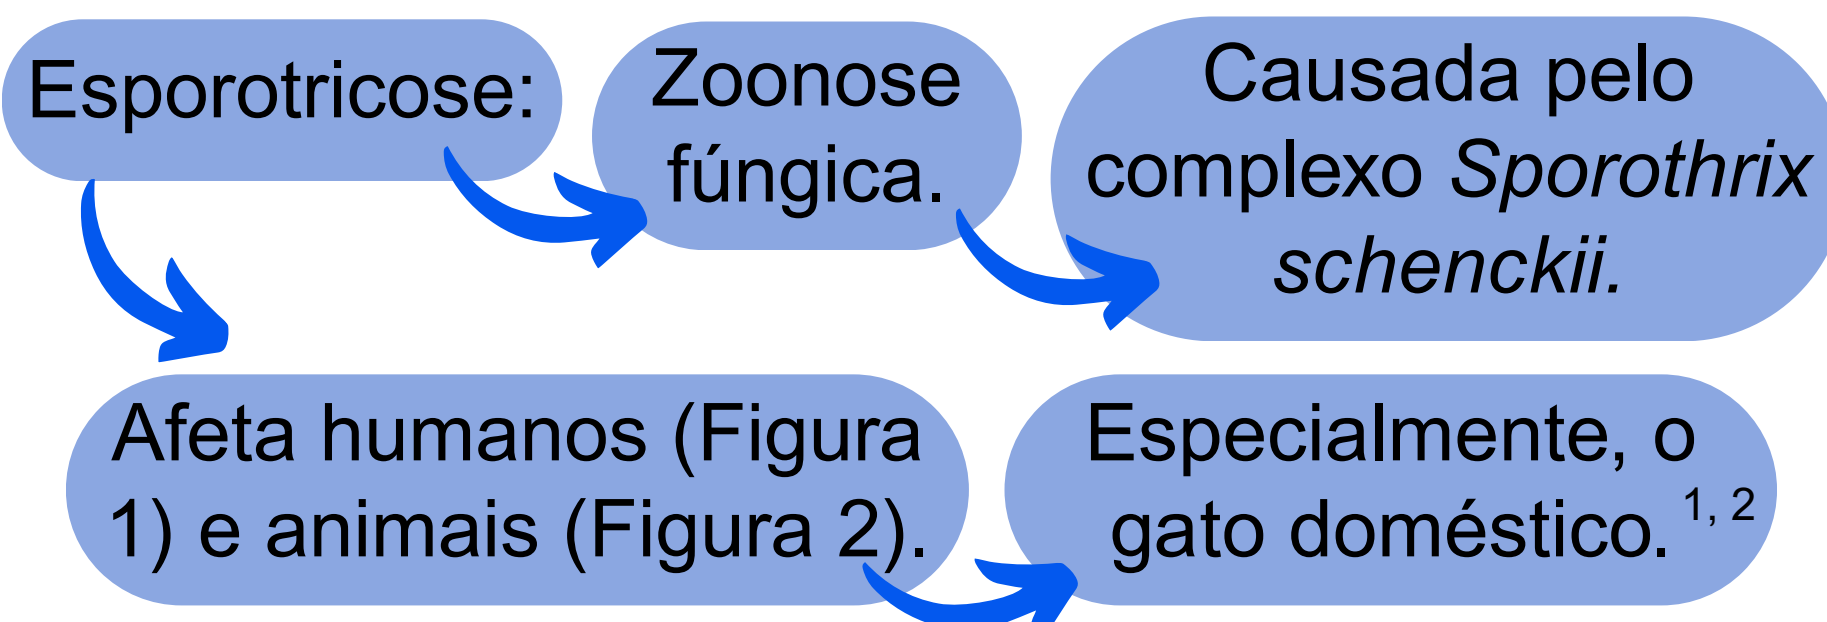 Esporotricose:
Zoonose
fúngica.
Causada pelo
complexo Sporothrix
schenckii.
Afeta humanos (Figura
1) e animais (Figura 2).
Especialmente, o
gato doméstico. 1, 2